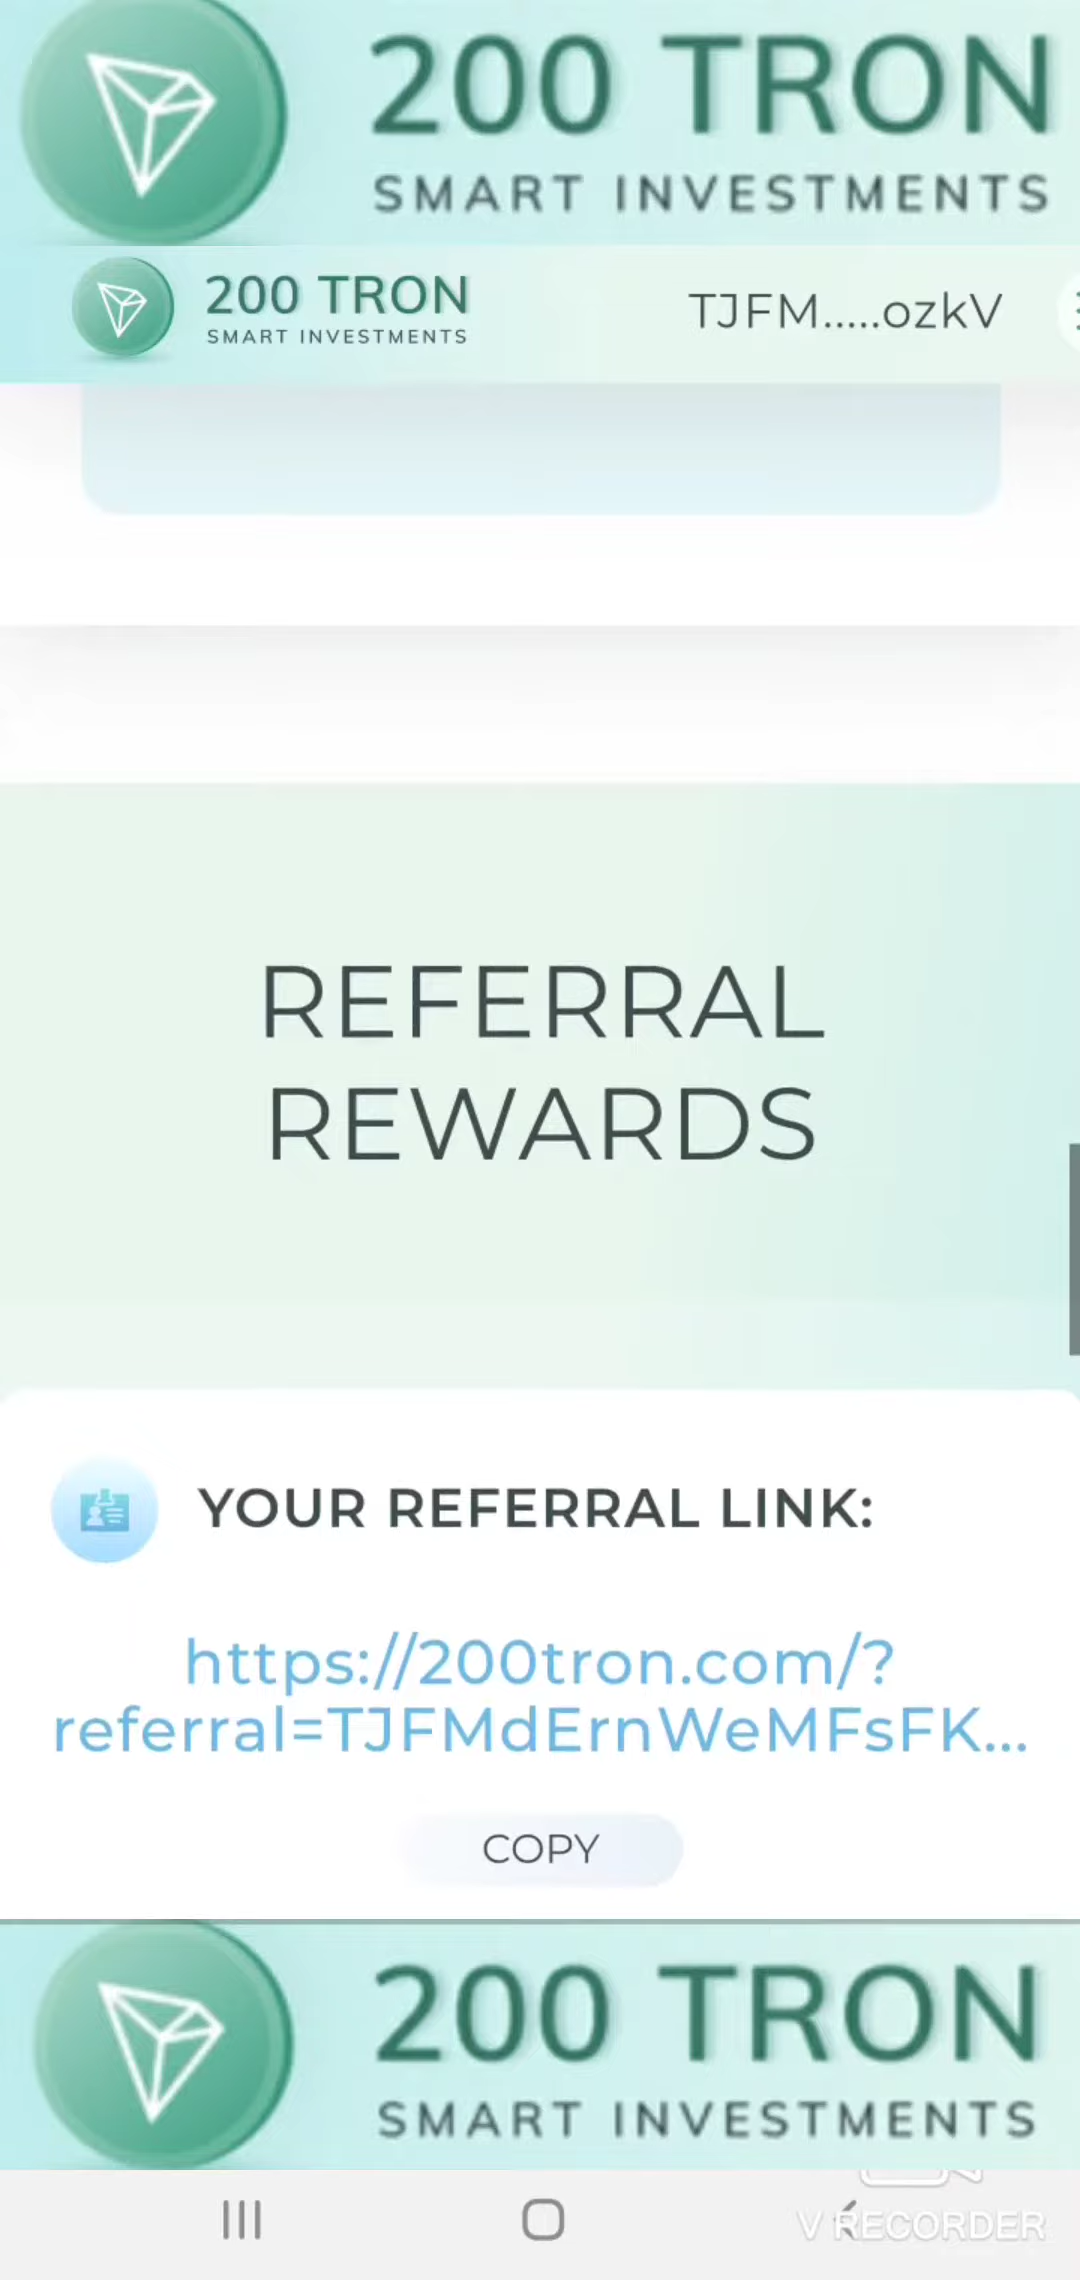 200 TRON
SMART INVESTMENTS
200 TRON
SMART INVESTMENTS
TJFM.....ozkV
REFERRAL
REWARDS
YOUR REFERRAL LINK:
https://200tron.com/?
referral=TJFMdErnWeMFsFK...
COPY
200 TRON
SMART INVESTMENTS
V RECORDER